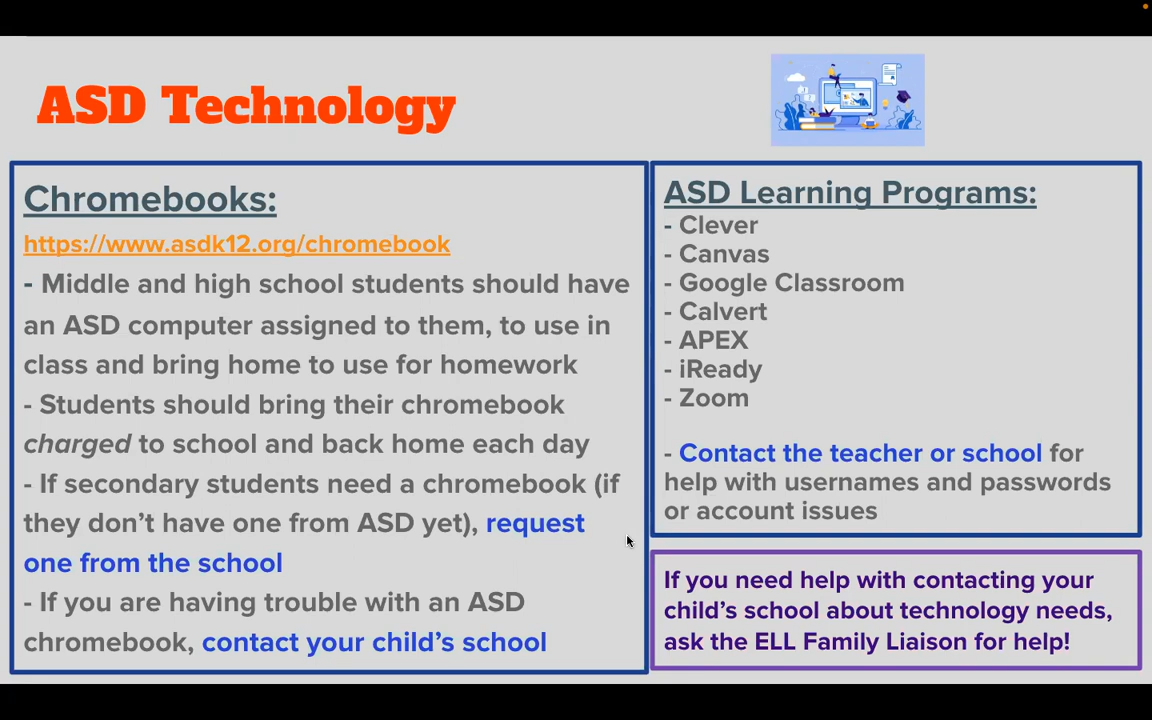 ASD Technology
Chromebooks:
https://www.asdk12.org/chromebook
- Middle and high school students should have
an ASD computer assigned to them, to use in
class and bring home to use for homework
- Students should bring their chromebook
charged to school and back home each day
- If secondary students need a chromebook (if
they don’t have one from ASD yet), request
one from the school
- If you are having trouble with an ASD
chromebook, contact your child’s school
ASD Learning Programs:
- Clever
- Canvas
- Google Classroom
- Calvert
- APEX
- iReady
- Zoom
- Contact the teacher or school for
help with usernames and passwords
or account issues
If you need help with contacting your
child’s school about technology needs,
ask the ELL Family Liaison for help!